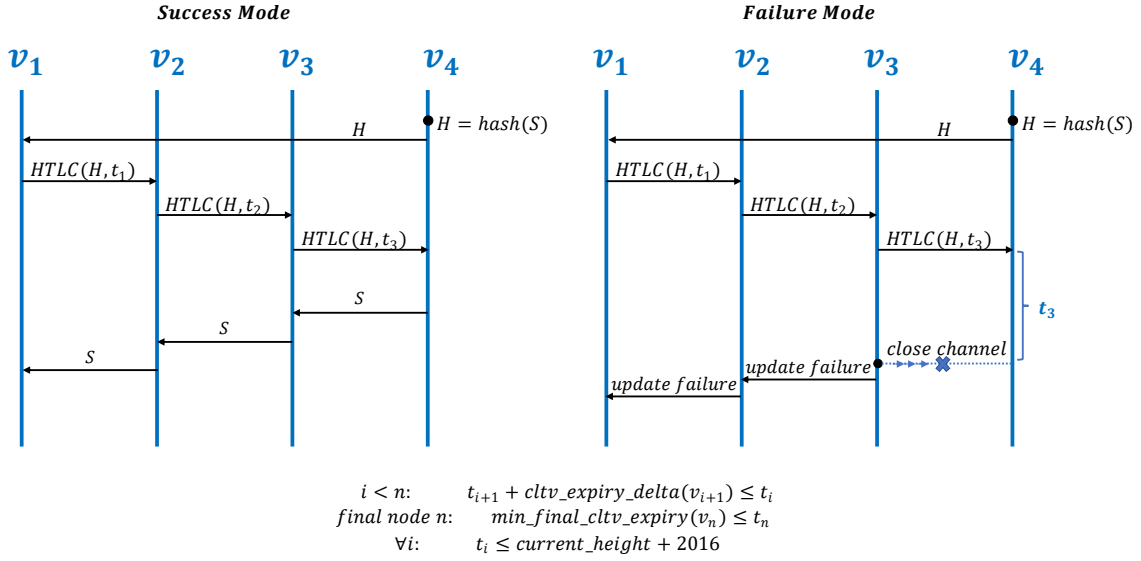 Success Mode
v₁ v₂ v₃ v₄
H = hash(S)
H
HTLC(H, t₁)
HTLC(H, t₂)
HTLC(H, t₃)
S
S
S
Failure Mode
v₁ v₂ v₃ v₄
H = hash(S)
H
HTLC(H, t₁)
HTLC(H, t₂)
HTLC(H, t₃)
t₃
close channel
update failure
update failure
i < n: tᵢ₊₁ + cltv_expiry_delta(vᵢ₊₁) ≤ tᵢ
final node n: min_final_cltv_expiry(vₙ) ≤ tₙ
∀i: tᵢ ≤ current_height + 2016